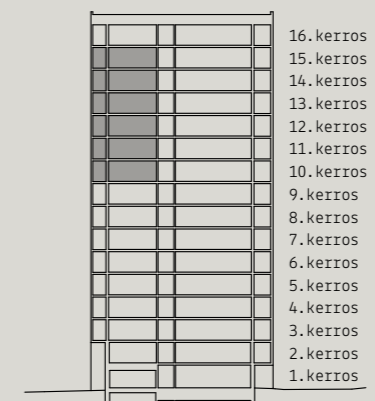 16.kerros
15.kerros
14.kerros
13.kerros
12.kerros
11.kerros
10.kerros
9.kerros
8.kerros
7.kerros
6.kerros
5.kerros
4.kerros
3.kerros
2.kerros
1.kerros